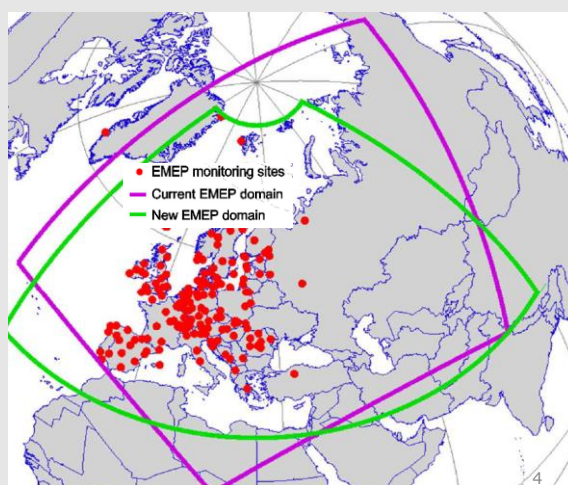 EMEP monitoring sites
Current EMEP domain
New EMEP domain
4